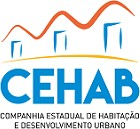 CEHAB
COMPANHIA ESTADUAL DE HABITAÇÃO
E DESENVOLVIMENTO URBANO